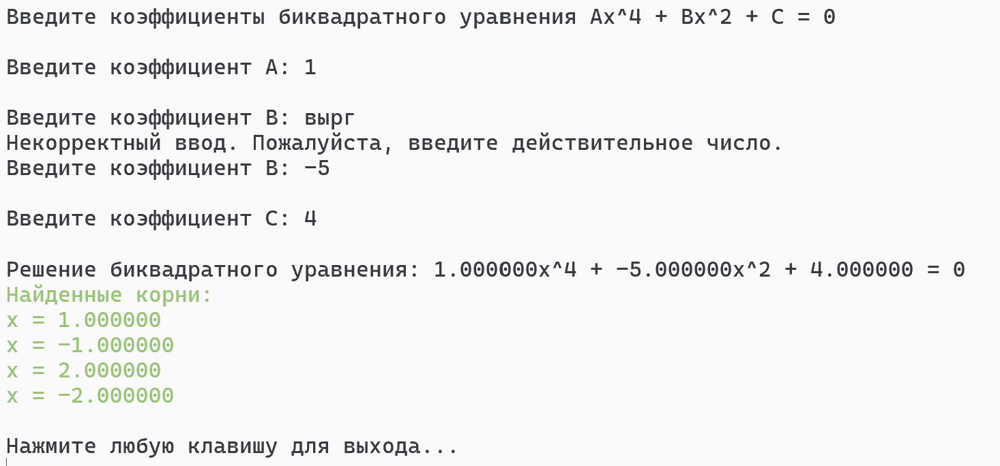 Введите коэффициенты биквадратного уравнения Ax^4 + Bx^2 + C = 0
Введите коэффициент A: 1
Введите коэффициент B: вырг
Некорректный ввод. Пожалуйста, введите действительное число.
Введите коэффициент B: -5
Введите коэффициент C: 4
Решение биквадратного уравнения: 1.000000x^4 + -5.000000x^2 + 4.000000 = 0
Найденные корни:
x = 1.000000
x = -1.000000
x = 2.000000
x = -2.000000
Нажмите любую клавишу для выхода...